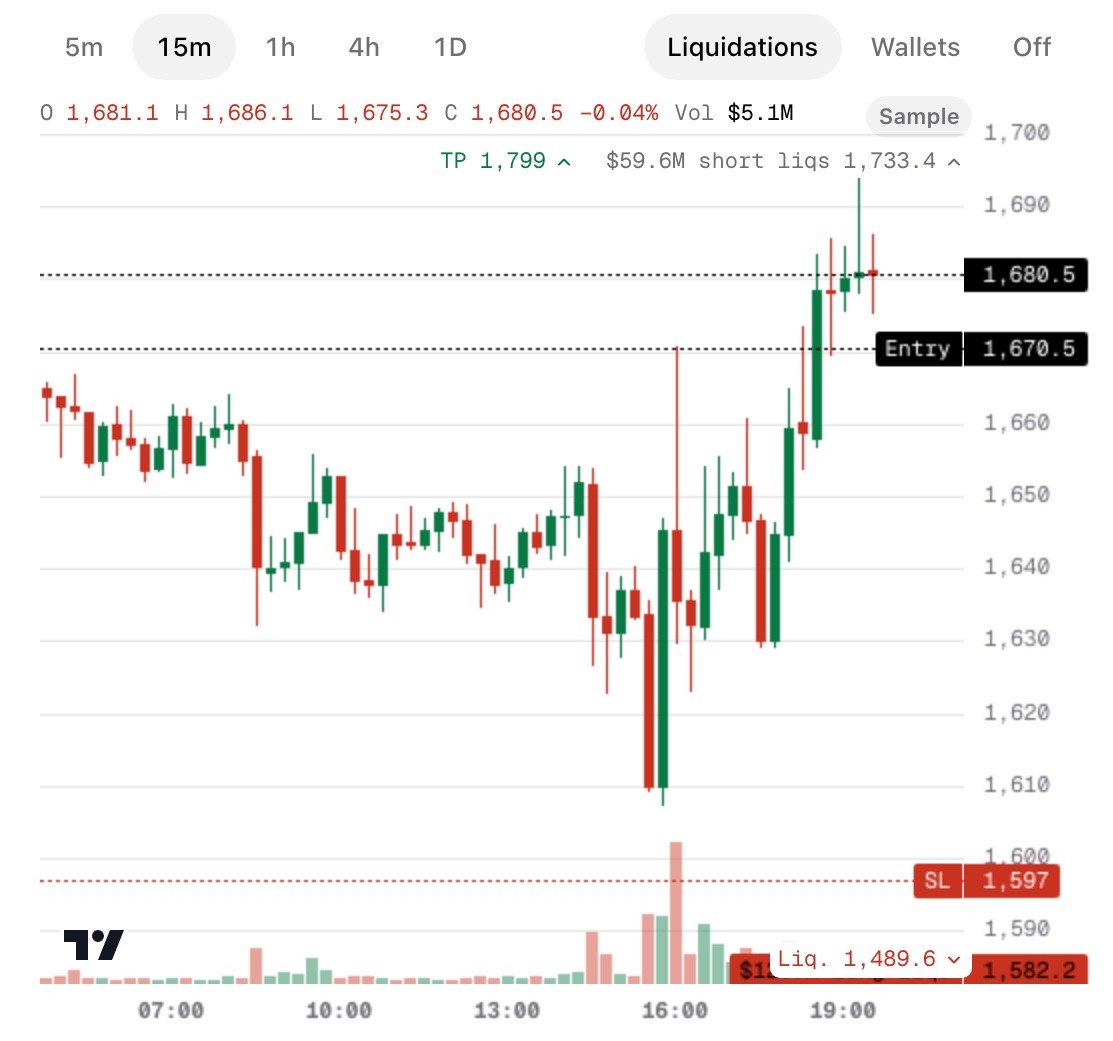 5m 15m 1h 4h 1D Liquidations Wallets Off
O 1,681.1 H 1,686.1 L 1,675.3 C 1,680.5 −0.04% Vol $5.1M
Sample
1,700
TP 1,799 $59.6M short liqs 1,733.4
1,690
1,680.5
Entry 1,670.5
1,660
1,650
1,640
1,630
1,620
1,610
1,600
SL 1,597
1,590
Liq. 1,489.6
1,582.2
07:00 10:00 13:00 16:00 19:00